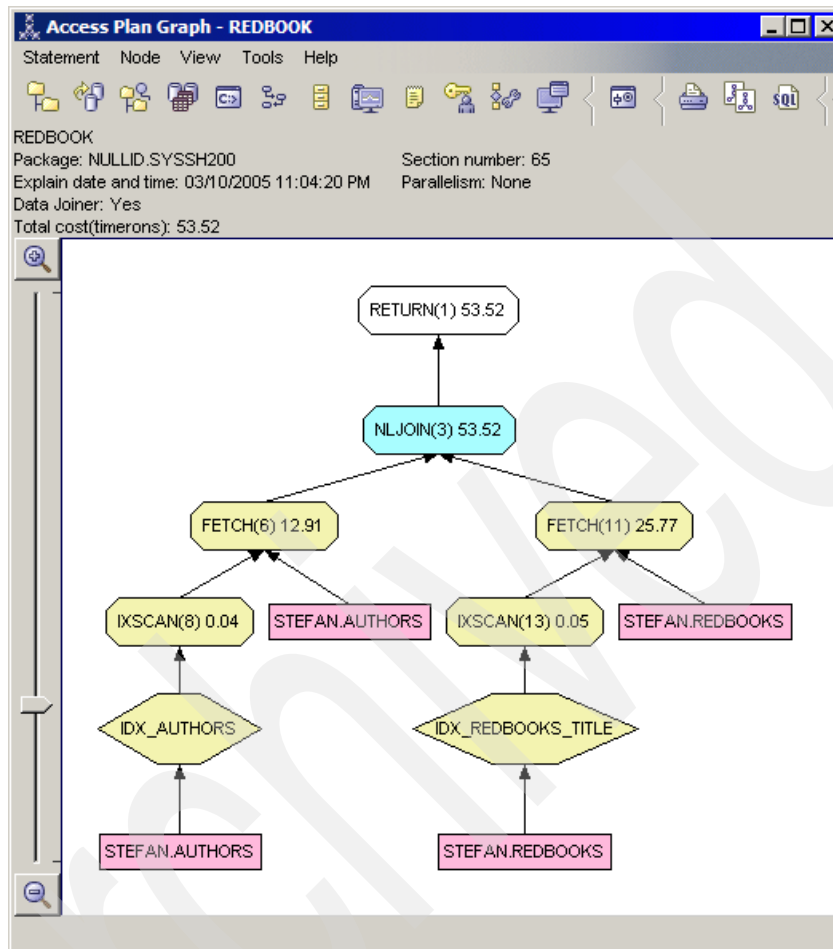 Access Plan Graph - REDBOOK
Statement Node View Tools Help
C:> SQL
REDBOOK
Package: NULLID.SYSSH200 Section number: 65
Explain date and time: 03/10/2005 11:04:20 PM Parallelism: None
Data Joiner: Yes
Total cost(timerons): 53.52
RETURN(1) 53.52
NLJOIN(3) 53.52
FETCH(6) 12.91 FETCH(11) 25.77
IXSCAN(8) 0.04 STEFAN.AUTHORS IXSCAN(13) 0.05 STEFAN.REDBOOKS
IDX_AUTHORS IDX_REDBOOKS_TITLE
STEFAN.AUTHORS STEFAN.REDBOOKS
rchived